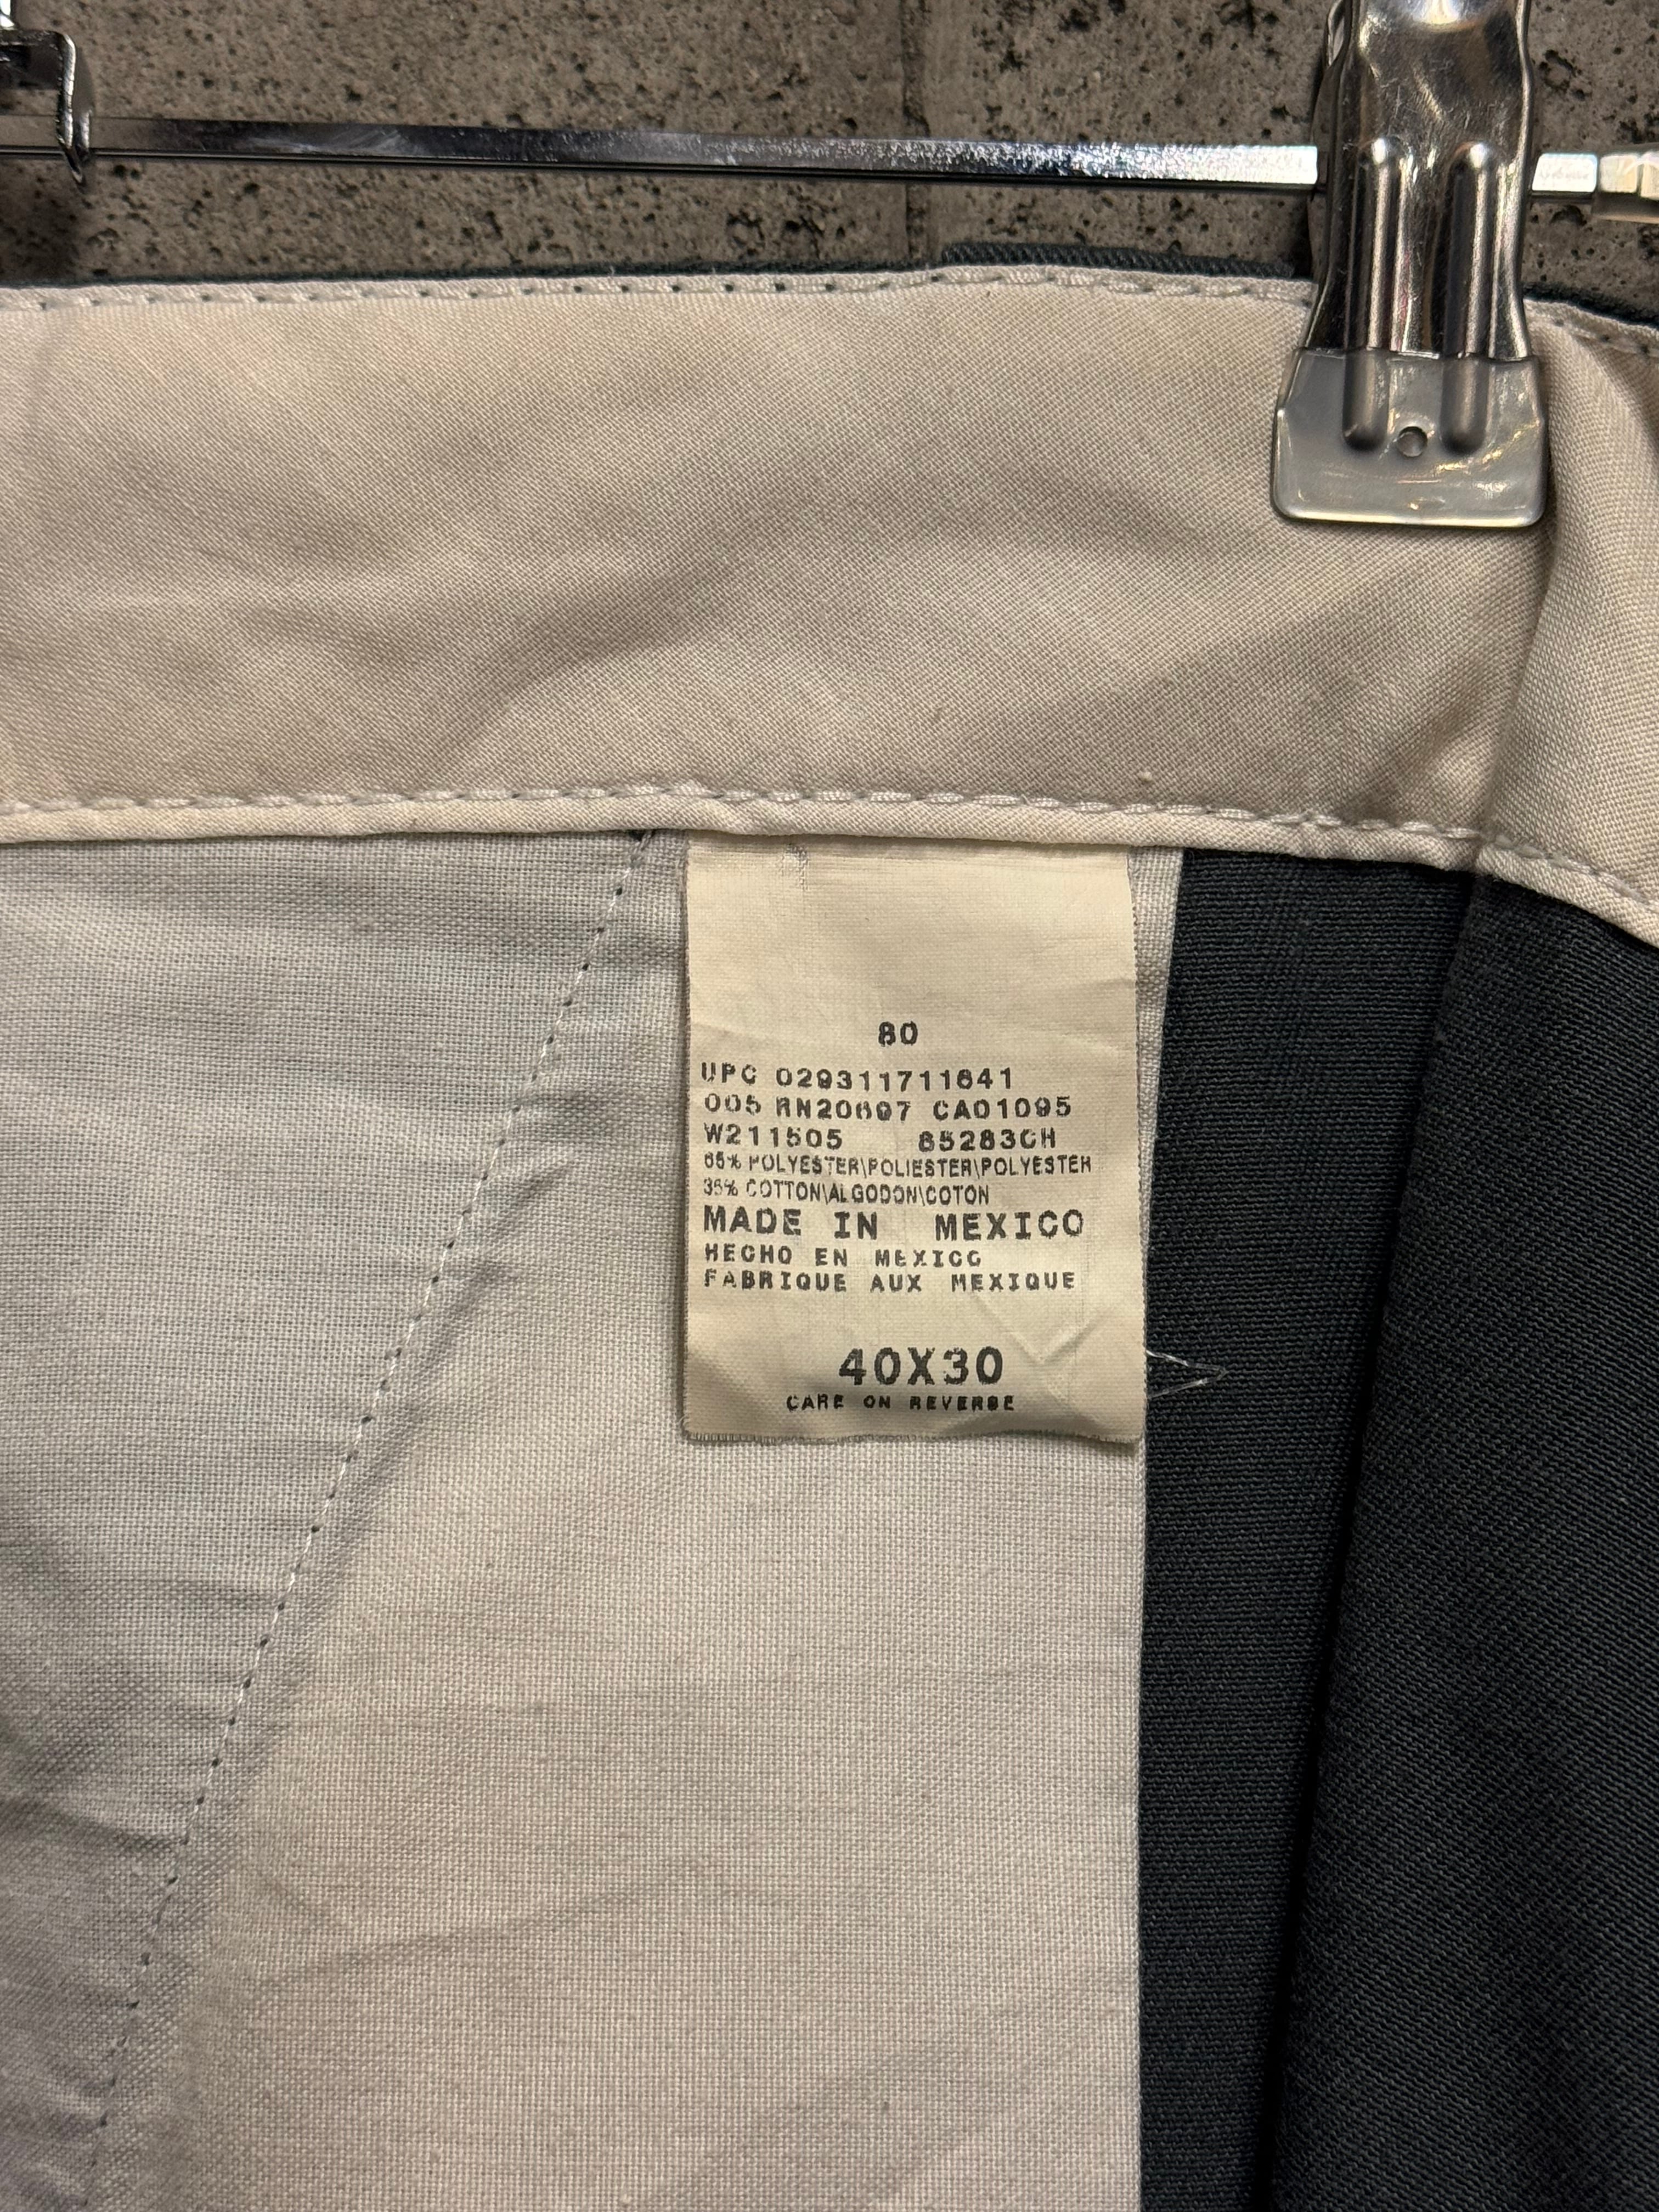 80
UPC 029311711641
005 RN20697 CA01095
W211505 85283CH
65% POLYESTER\POLIESTER\POLYESTER
35% COTTON\ALGODON\COTON
MADE IN MEXICO
HECHO EN MEXICO
FABRIQUE AUX MEXIQUE
40X30
CARE ON REVERSE